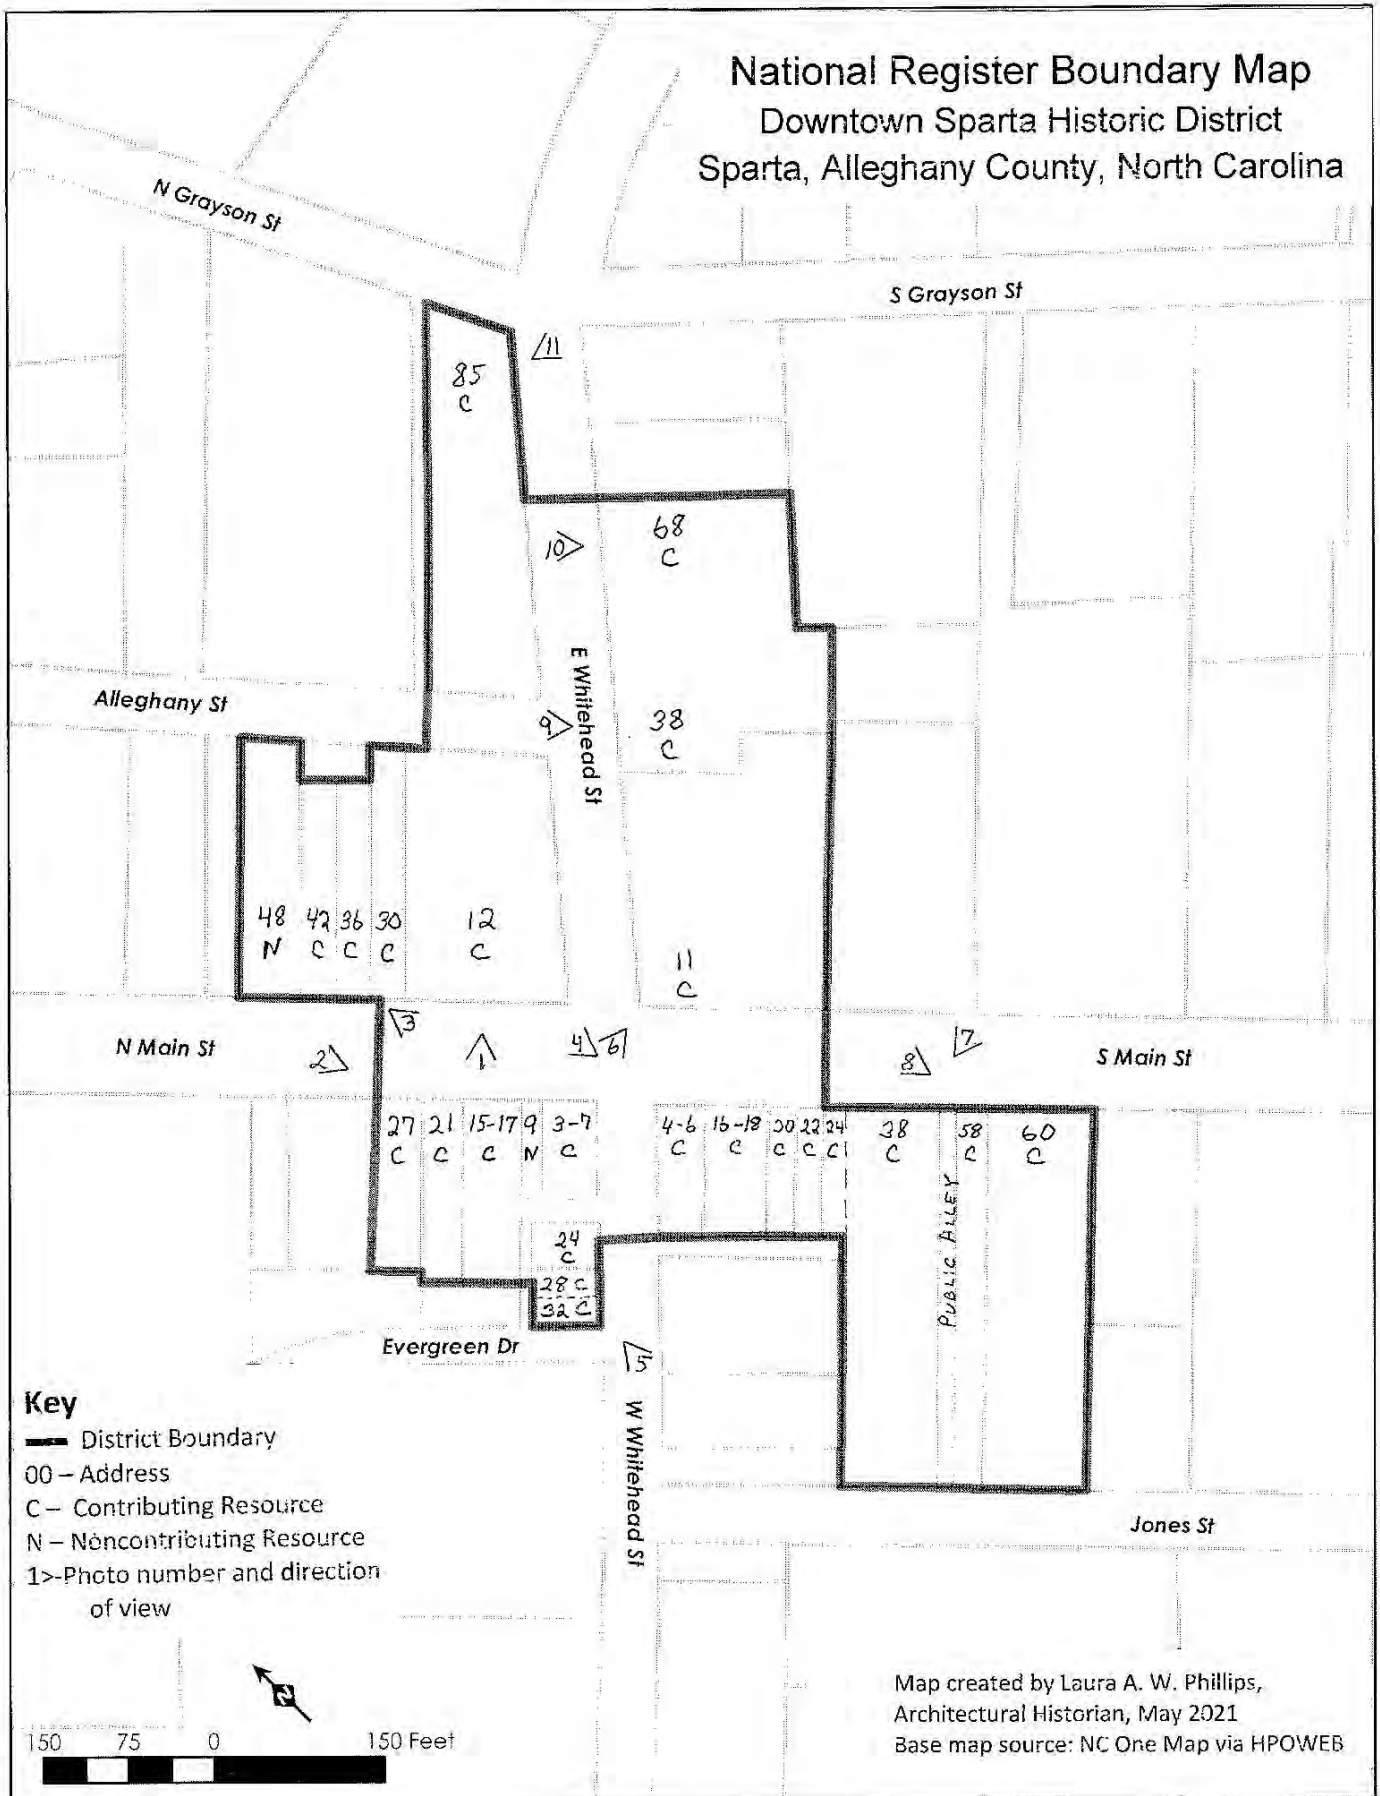 National Register Boundary Map
Downtown Sparta Historic District
Sparta, Alleghany County, North Carolina
N Grayson St
S Grayson St
11
85
C
10
68
C
E Whitehead St
Alleghany St
9
38
C
48 42 36 30 12
N C C C C
11
C
N Main St
2
3
1
4 6
8
7
S Main St
27 21 15-17 9 3-7 4-6 16-18 20 22 24 38 58 60
C C C N C C C C C C C C C
PUBLIC ALLEY
24
C
28 C
32 C
Evergreen Dr
5
W Whitehead St
Jones St
Key
District Boundary
00 – Address
C – Contributing Resource
N – Noncontributing Resource
1>-Photo number and direction
of view
N
150 75 0 150 Feet
Map created by Laura A. W. Phillips,
Architectural Historian, May 2021
Base map source: NC One Map via HPOWEB